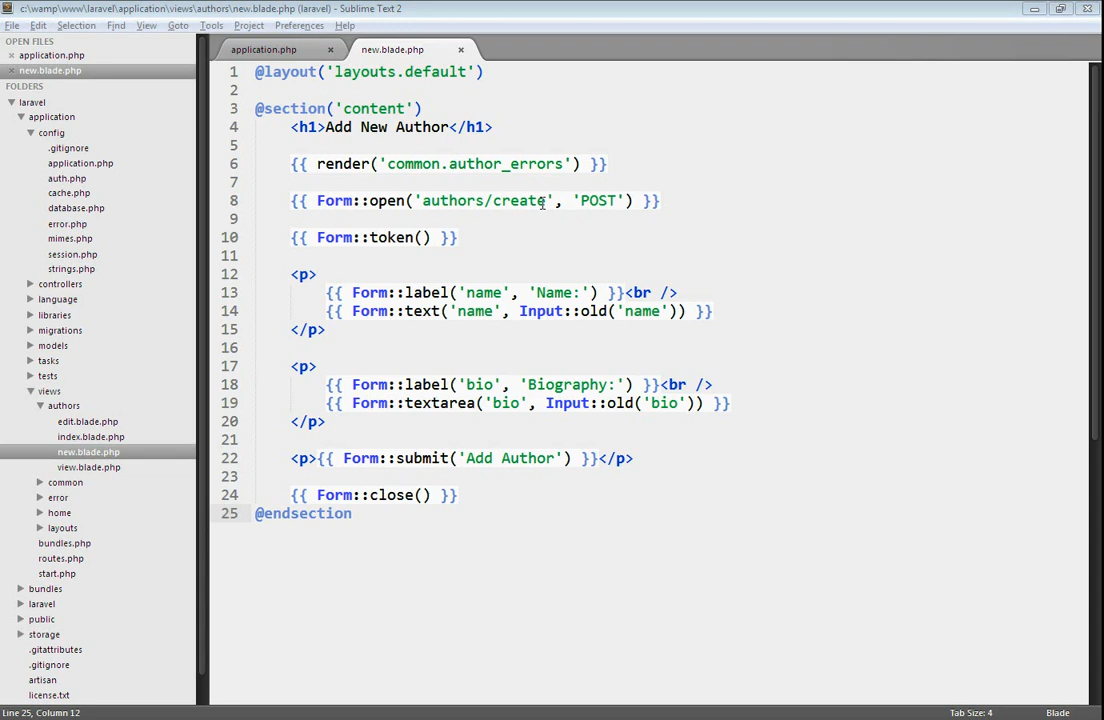 c:\wamp\www\laravel\application\views\authors\new.blade.php (laravel) - Sublime Text 2
File Edit Selection Find View Goto Tools Project Preferences Help
OPEN FILES
application.php
new.blade.php
FOLDERS
laravel
application
config
.gitignore
application.php
auth.php
cache.php
database.php
error.php
mimes.php
session.php
strings.php
controllers
language
libraries
migrations
models
tasks
tests
views
authors
edit.blade.php
index.blade.php
new.blade.php
view.blade.php
common
error
home
layouts
bundles.php
routes.php
start.php
bundles
laravel
public
storage
.gitattributes
.gitignore
artisan
license.txt
application.php new.blade.php
1 @layout('layouts.default')
2
3 @section('content')
4 <h1>Add New Author</h1>
5
6 {{ render('common.author_errors') }}
7
8 {{ Form::open('authors/create', 'POST') }}
9
10 {{ Form::token() }}
11
12 <p>
13 {{ Form::label('name', 'Name:') }}<br />
14 {{ Form::text('name', Input::old('name')) }}
15 </p>
16
17 <p>
18 {{ Form::label('bio', 'Biography:') }}<br />
19 {{ Form::textarea('bio', Input::old('bio')) }}
20 </p>
21
22 <p>{{ Form::submit('Add Author') }}</p>
23
24 {{ Form::close() }}
25 @endsection
Line 25, Column 12 Tab Size: 4 Blade